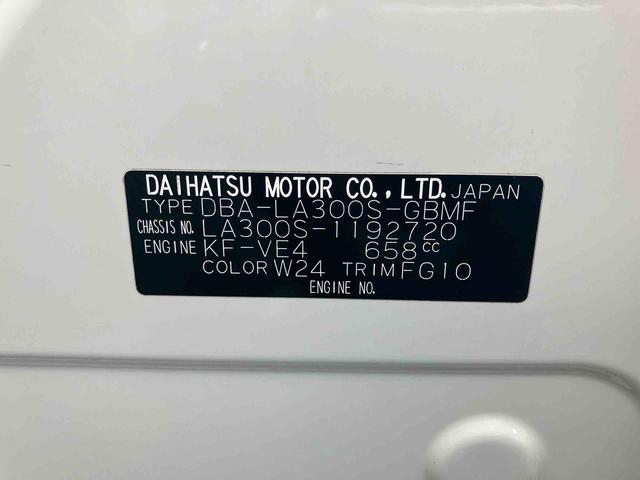 DAIHATSU MOTOR CO.,LTD. JAPAN
TYPE DBA-LA300S-GBMF
CHASSIS NO. LA300S-1192720
ENGINE KF-VE4 658cc
COLOR W24 TRIM FG10
ENGINE NO.